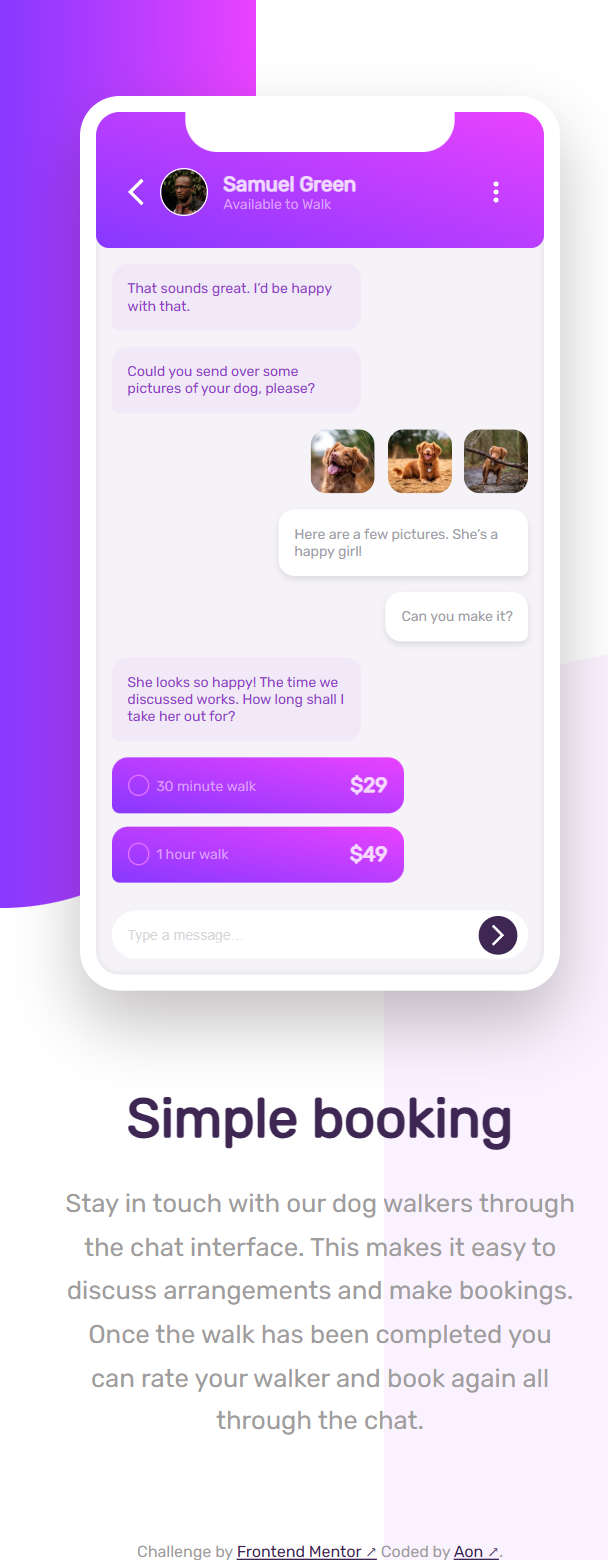 Samuel Green
Available to Walk
That sounds great. I'd be happy
with that.
Could you send over some
pictures of your dog, please?
Here are a few pictures. She's a
happy girl!
Can you make it?
She looks so happy! The time we
discussed works. How long shall I
take her out for?
30 minute walk $29
1 hour walk $49
Type a message...
Simple booking
Stay in touch with our dog walkers through
the chat interface. This makes it easy to
discuss arrangements and make bookings.
Once the walk has been completed you
can rate your walker and book again all
through the chat.
Challenge by Frontend Mentor ↗ Coded by Aon ↗.